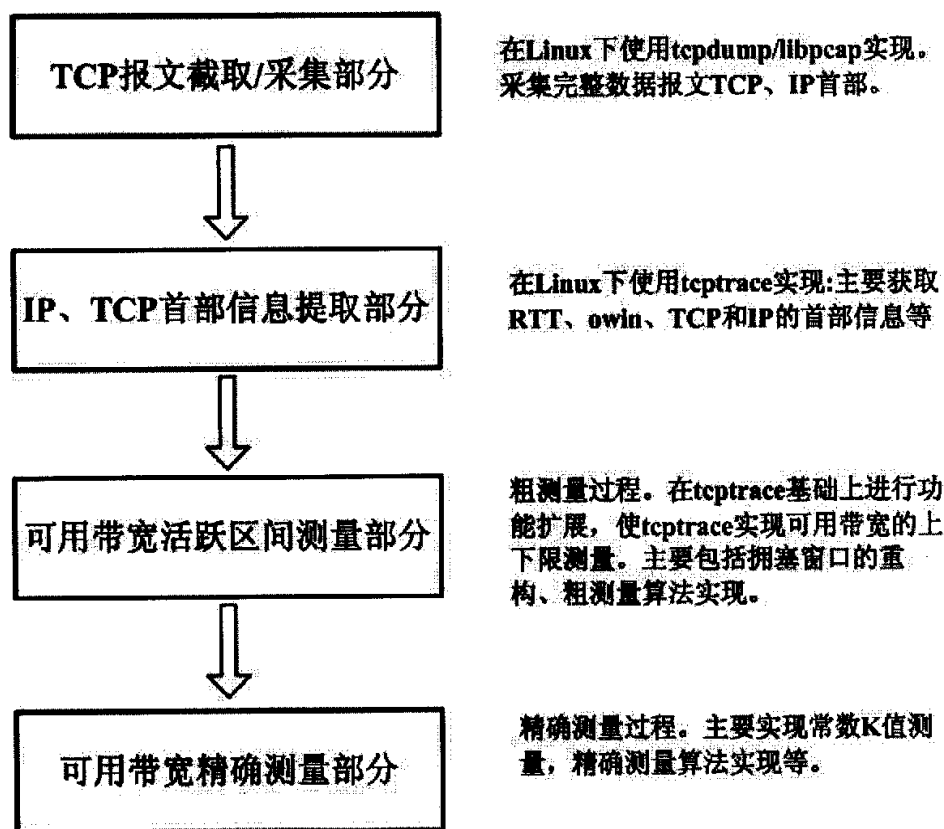 TCP报文截取/采集部分
在Linux下使用tcpdump/libpcap实现。
采集完整数据报文TCP、IP首部。
IP、TCP首部信息提取部分
在Linux下使用tcptrace实现:主要获取
RTT、owin、TCP和IP的首部信息等
可用带宽活跃区间测量部分
粗测量过程。在tcptrace基础上进行功
能扩展，使tcptrace实现可用带宽的上
下限测量。主要包括拥塞窗口的重
构、粗测量算法实现。
可用带宽精确测量部分
精确测量过程。主要实现常数K值测
量，精确测量算法实现等。